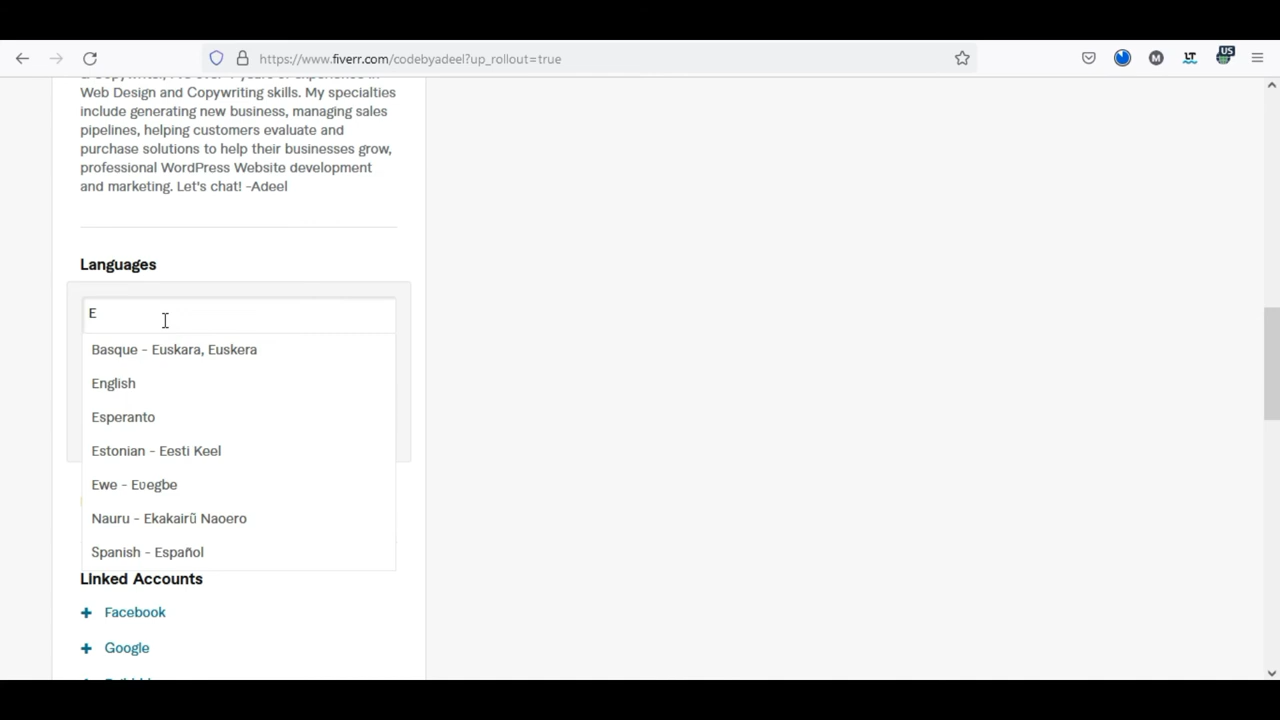 US
https://www.fiverr.com/codebyadeel?up_rollout=true
M
LT
Web Design and Copywriting skills. My specialties
include generating new business, managing sales
pipelines, helping customers evaluate and
purchase solutions to help their businesses grow,
professional WordPress Website development
and marketing. Let's chat! -Adeel
Languages
E
Basque - Euskara, Euskera
English
Esperanto
Estonian - Eesti Keel
Ewe - Eʋegbe
Nauru - Ekakairũ Naoero
Spanish - Español
Linked Accounts
Facebook
Google